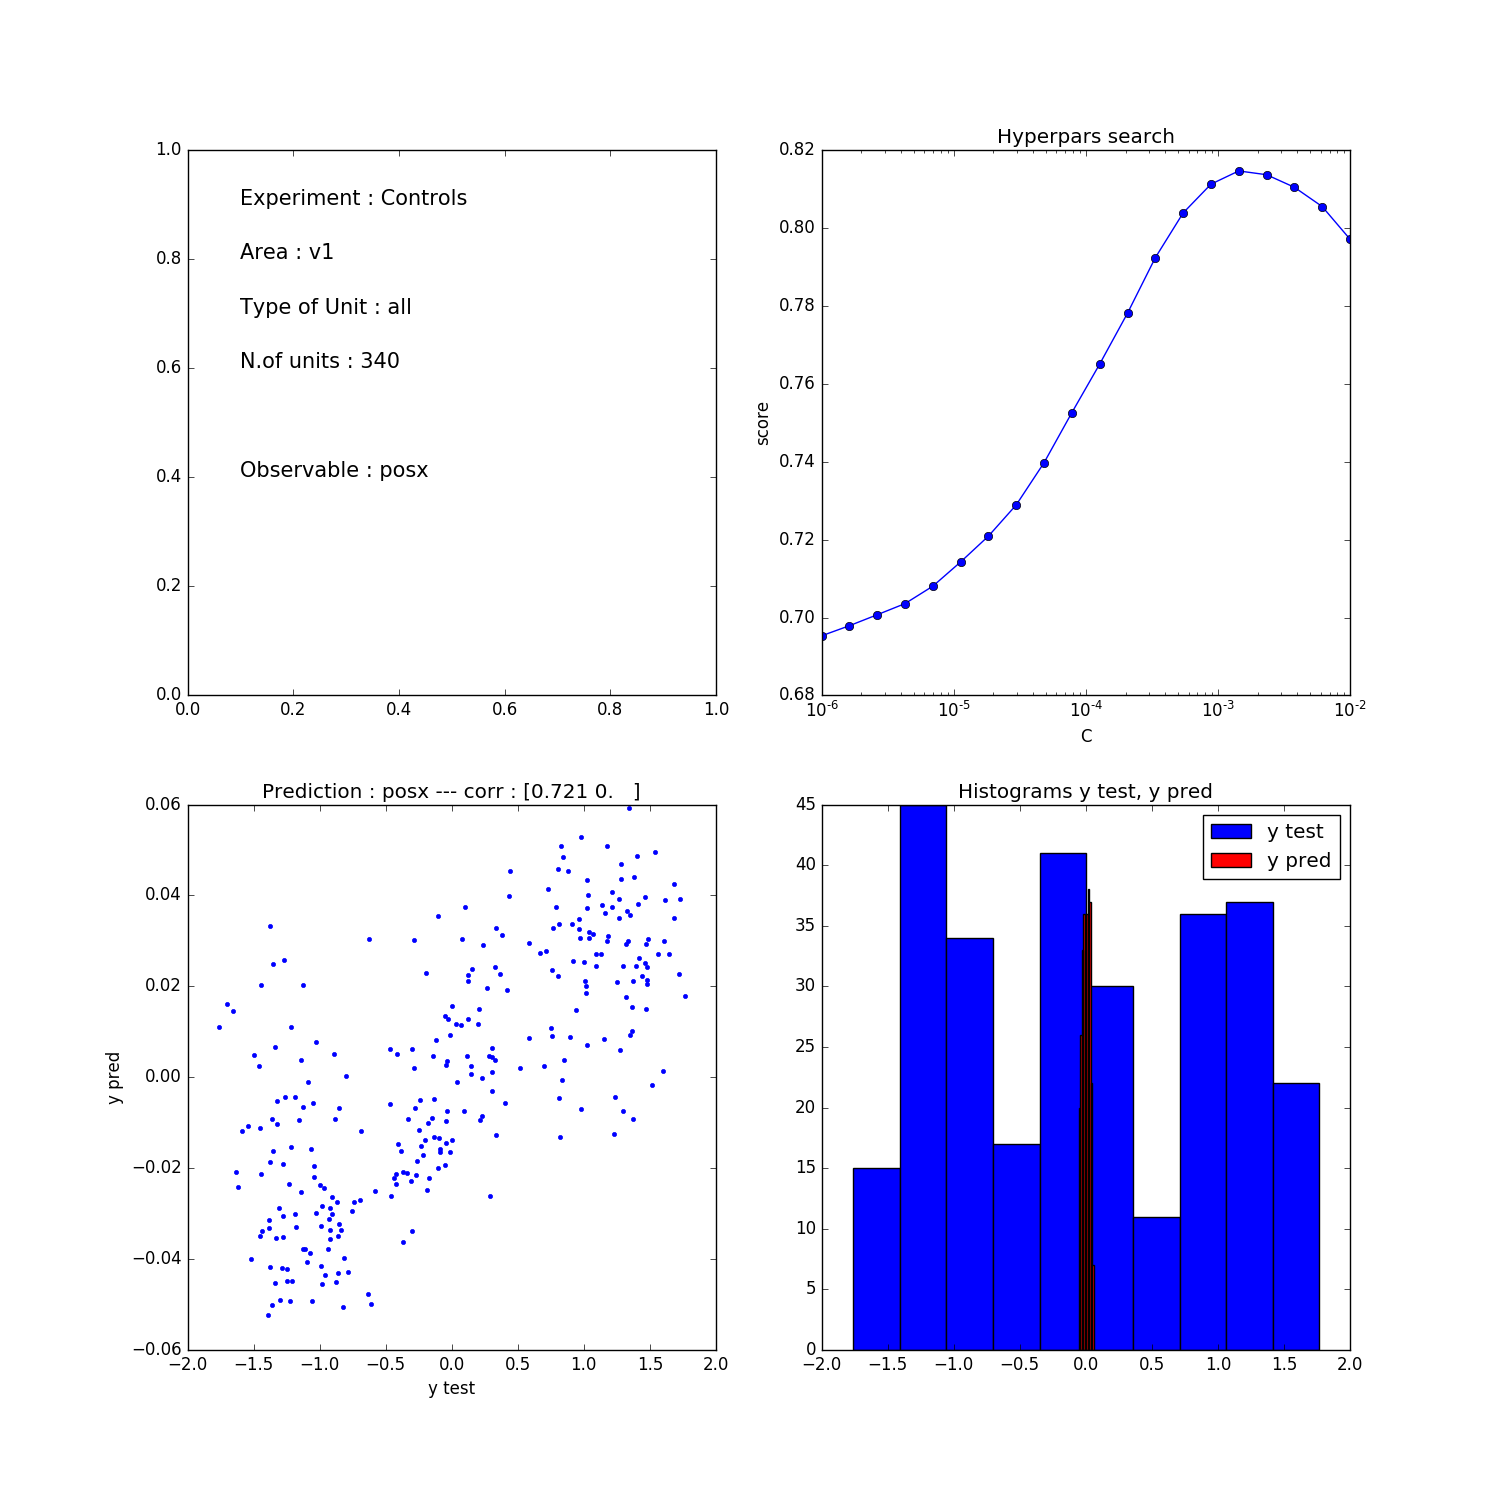 1.0
0.8
0.6
0.4
0.2
0.0
Experiment : Controls
Area : v1
Type of Unit : all
N.of units : 340
Observable : posx
0.0 0.2 0.4 0.6 0.8 1.0
Hyperpars search
0.82
0.80
0.78
0.76
0.74
0.72
0.70
0.68
score
10^-6 10^-5 10^-4 10^-3 10^-2
C
Prediction : posx --- corr : [0.721 0.   ]
0.06
0.04
0.02
0.00
−0.02
−0.04
−0.06
y pred
−2.0 −1.5 −1.0 −0.5 0.0 0.5 1.0 1.5 2.0
y test
Histograms y test, y pred
45
40
35
30
25
20
15
10
5
0
y test
y pred
−2.0 −1.5 −1.0 −0.5 0.0 0.5 1.0 1.5 2.0